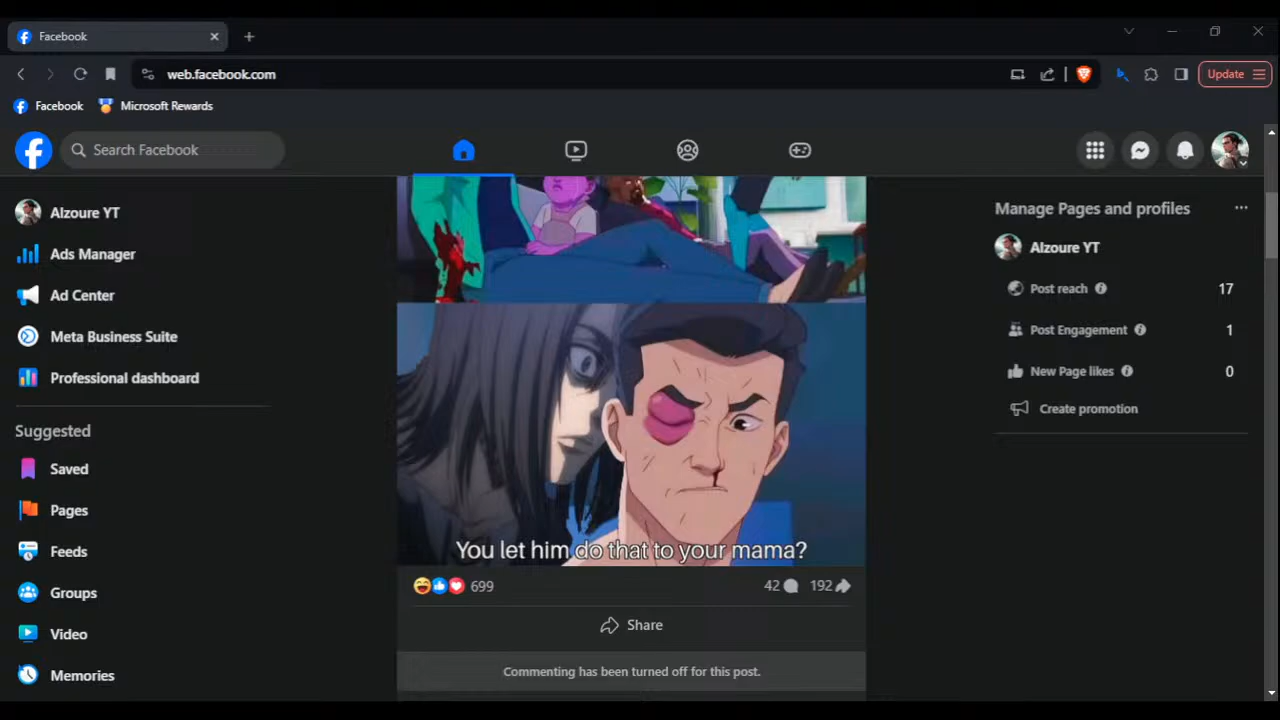 Facebook
web.facebook.com
Update
Facebook
Microsoft Rewards
Search Facebook
Alzoure YT
Ads Manager
Ad Center
Meta Business Suite
Professional dashboard
Suggested
Saved
Pages
Feeds
Groups
Video
Memories
You let him do that to your mama?
699
42
192
Share
Commenting has been turned off for this post.
Manage Pages and profiles
Alzoure YT
Post reach 17
Post Engagement 1
New Page likes 0
Create promotion